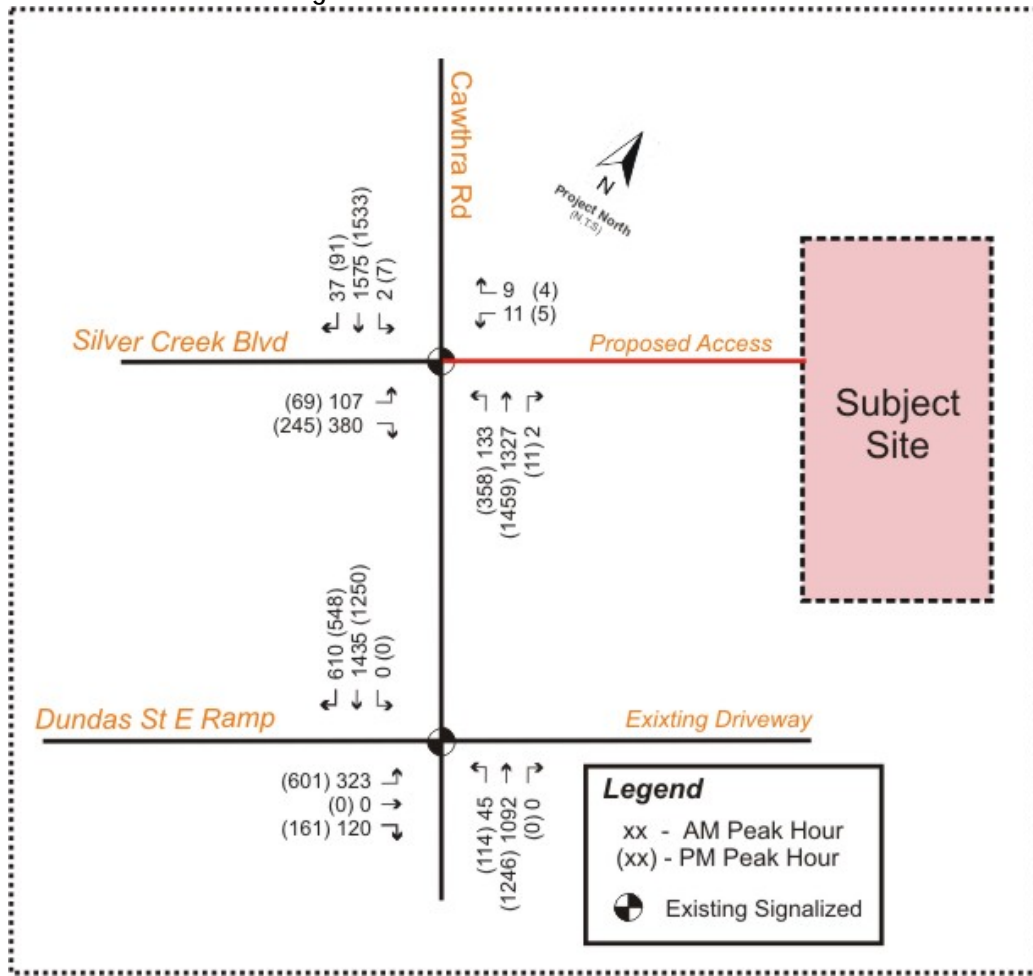 Cawthra Rd
N
Project North
(N.T.S)
37 (91)
1575 (1533)
2 (7)
9 (4)
11 (5)
Silver Creek Blvd
Proposed Access
(69) 107
(245) 380
(358) 133
(1459) 1327
(11) 2
Subject
Site
610 (548)
1435 (1250)
0 (0)
Dundas St E Ramp
Exixting Driveway
(601) 323
(0) 0
(161) 120
(114) 45
(1246) 1092
(0) 0
Legend
xx - AM Peak Hour
(xx) - PM Peak Hour
Existing Signalized